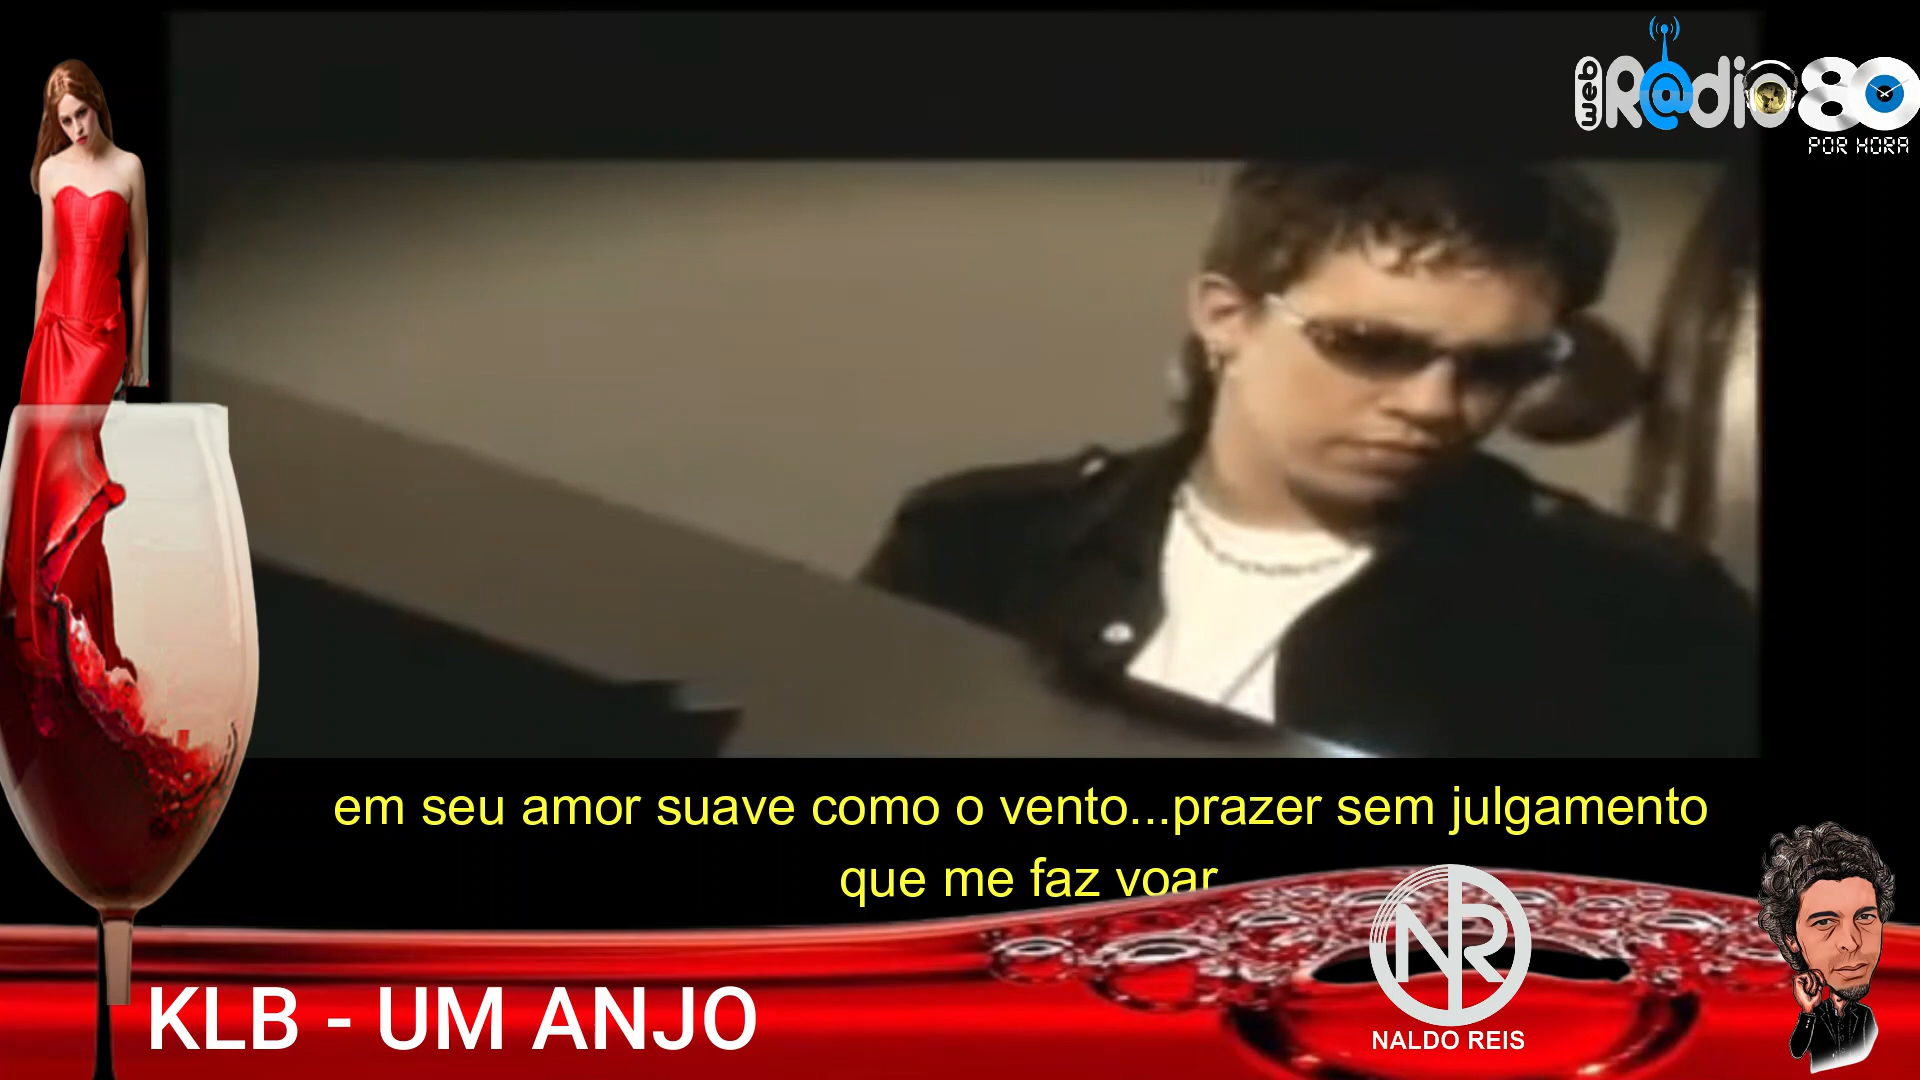 web R@dio 80
POR HORA
em seu amor suave como o vento...prazer sem julgamento
que me faz voar
KLB - UM ANJO
NR
NALDO REIS